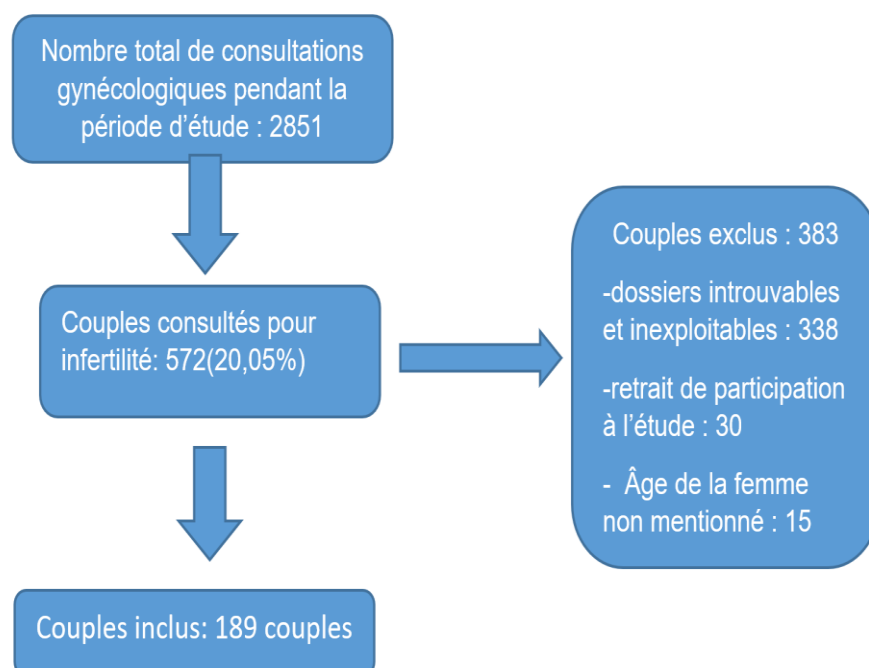 Nombre total de consultations
gynécologiques pendant la
période d'étude : 2851
Couples consultés pour
infertilité: 572(20,05%)
Couples exclus : 383
-dossiers introuvables
et inexploitables : 338
-retrait de participation
à l'étude : 30
- Âge de la femme
non mentionné : 15
Couples inclus: 189 couples